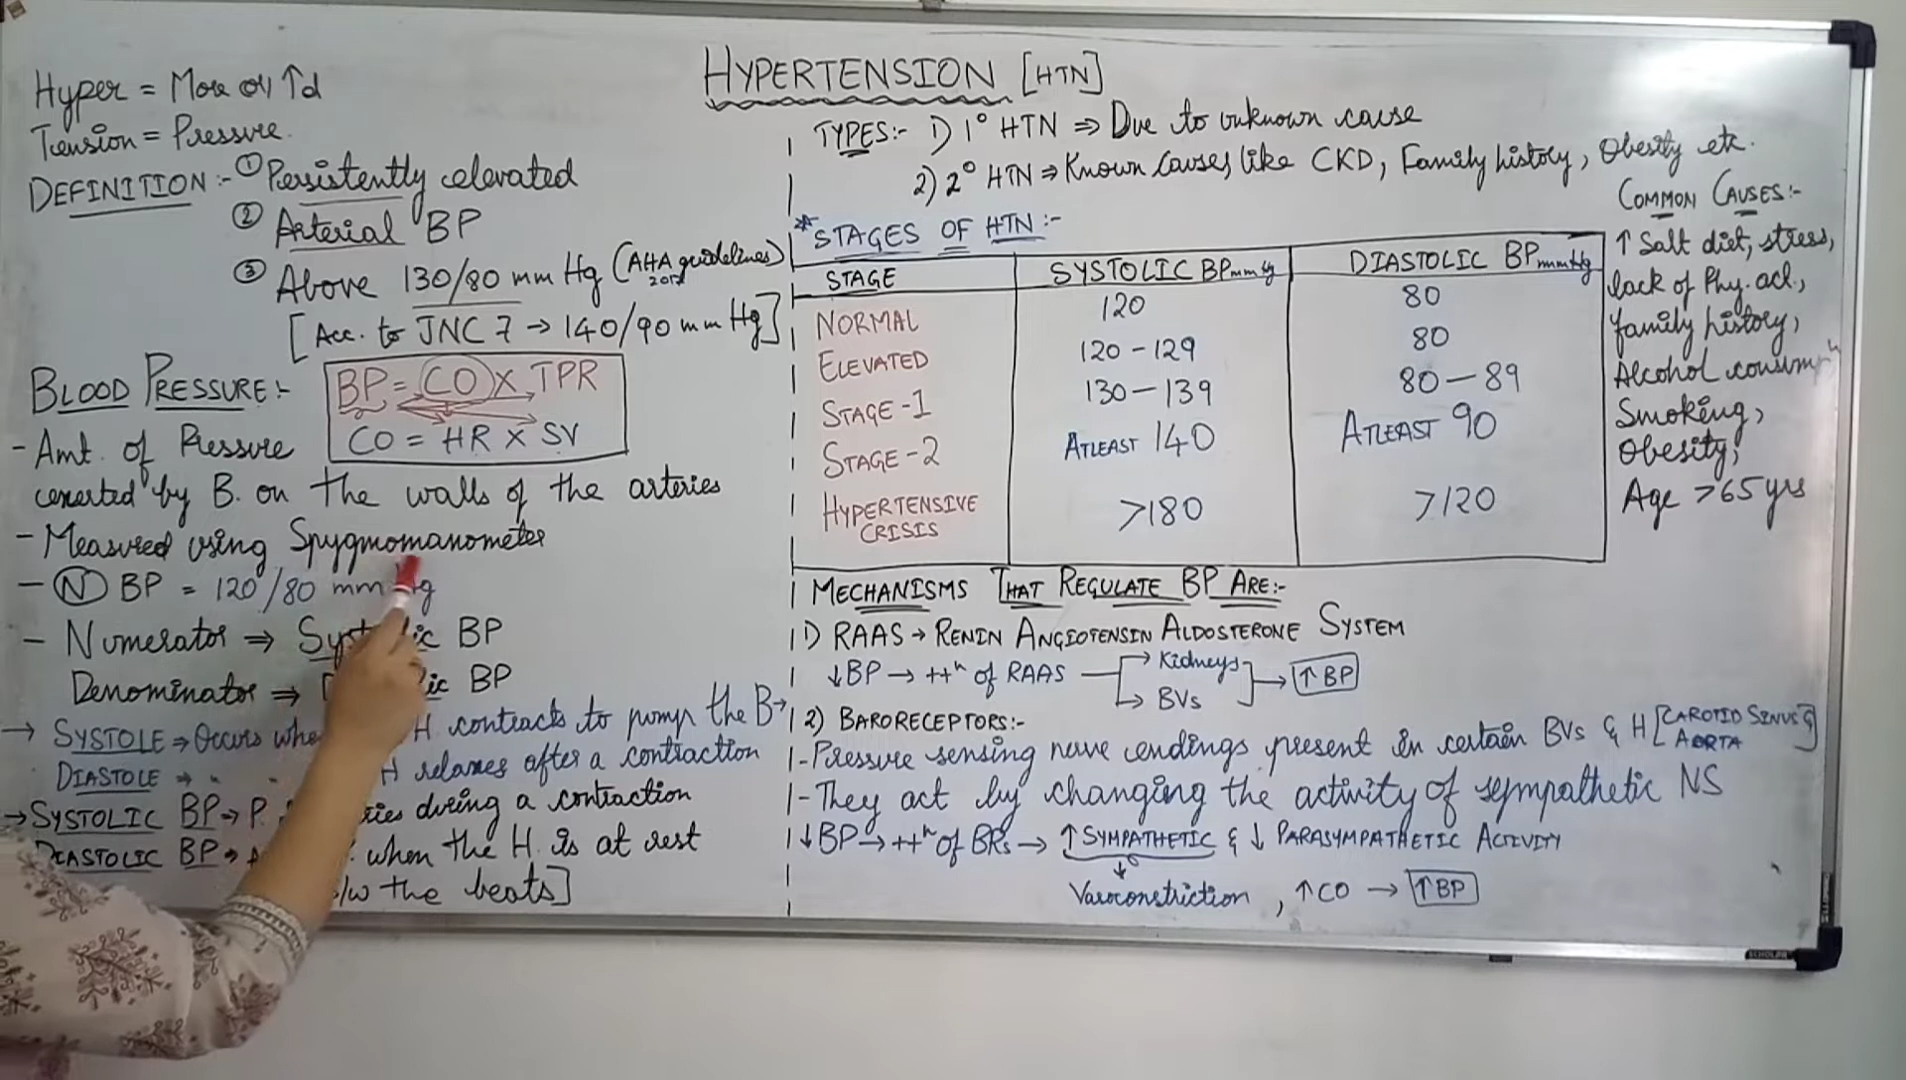 HYPERTENSION [HTN]
Hyper = More or ↑d
Tension = Pressure.
DEFINITION :- ① Persistently elevated
② Arterial BP
③ Above 130/80 mm Hg (AHA guidelines 2017)
[Acc. to JNC 7 → 140/90 mm Hg]
BLOOD PRESSURE :-
BP = CO X TPR
CO = HR X SV
- Amt. of Pressure
exerted by B. on the walls of the arteries
- Measured using Spygmomanometer
- (N) BP = 120/80 mm
- Numerator ⇒ BP
Denominator ⇒ BP
→ SYSTOLE ⇒ Occurs H contracts to pump the B→
DIASTOLE ⇒ " " H relaxes after a contraction
→ SYSTOLIC BP → P. during a contraction
DIASTOLIC BP → when the H. is at rest
b/w the beats]
TYPES:- 1) 1° HTN ⇒ Due to unknown cause
2) 2° HTN ⇒ Known causes like CKD, Family history, Obesity etc.
*STAGES OF HTN :-
STAGE SYSTOLIC BP mm Hg DIASTOLIC BP mm Hg
NORMAL 120 80
ELEVATED 120 - 129 80
STAGE - 1 130 - 139 80 - 89
STAGE - 2 ATLEAST 140 ATLEAST 90
HYPERTENSIVE CRISIS >180 >120
COMMON CAUSES :-
↑ Salt diet, stress,
lack of Phy. act.,
family history,
Alcohol consumⁿ
Smoking,
Obesity,
Age >65 yrs
MECHANISMS THAT REGULATE BP ARE :-
1) RAAS → RENIN ANGIOTENSIN ALDOSTERONE SYSTEM
↓BP → ++ⁿ of RAAS → Kidneys → BVs → ↑BP
2) BARORECEPTORS :-
- Pressure sensing nerve endings present in certain BVs & H [CAROTID SINUS & AORTA]
- They act by changing the activity of sympathetic NS
↓BP → ++ⁿ of BRs → ↑ SYMPATHETIC & ↓ PARASYMPATHETIC ACTIVITY
↓
Vasoconstriction, ↑CO → ↑BP
SCHOLAR